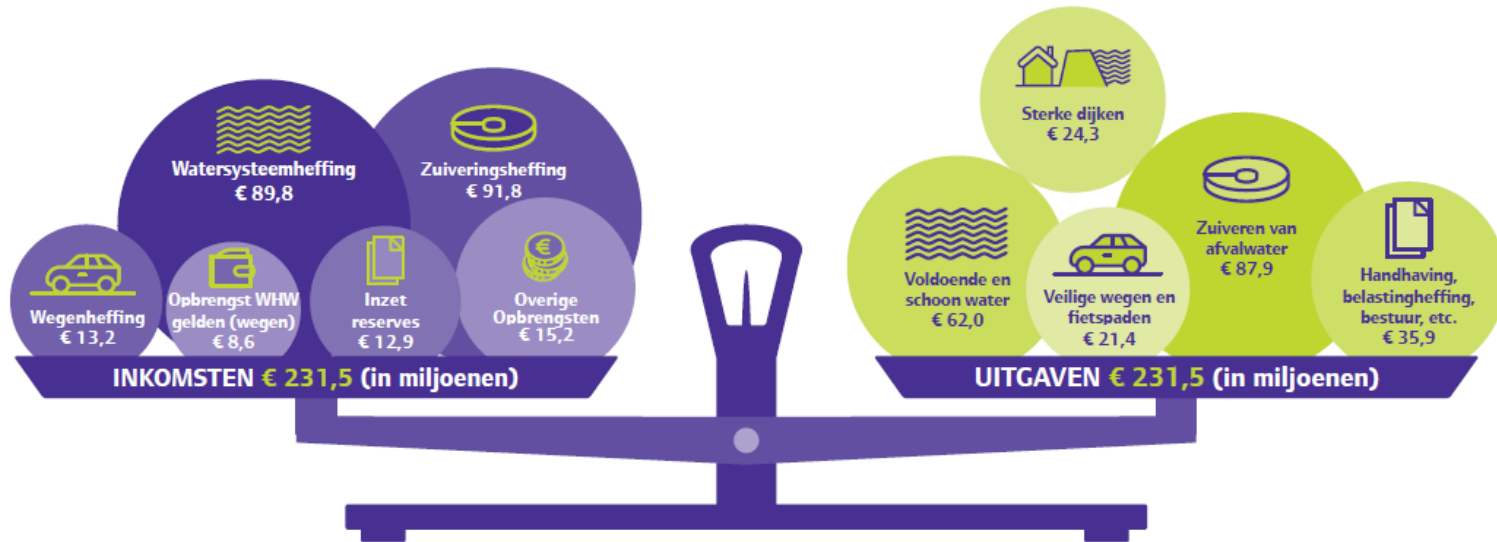 Watersysteemheffing
€ 89,8
Zuiveringsheffing
€ 91,8
Wegenheffing
€ 13,2
Opbrengst WHW
gelden (wegen)
€ 8,6
Inzet
reserves
€ 12,9
Overige
Opbrengsten
€ 15,2
INKOMSTEN € 231,5 (in miljoenen)
Sterke dijken
€ 24,3
Voldoende en
schoon water
€ 62,0
Veilige wegen en
fietspaden
€ 21,4
Zuiveren van
afvalwater
€ 87,9
Handhaving,
belastingheffing,
bestuur, etc.
€ 35,9
UITGAVEN € 231,5 (in miljoenen)